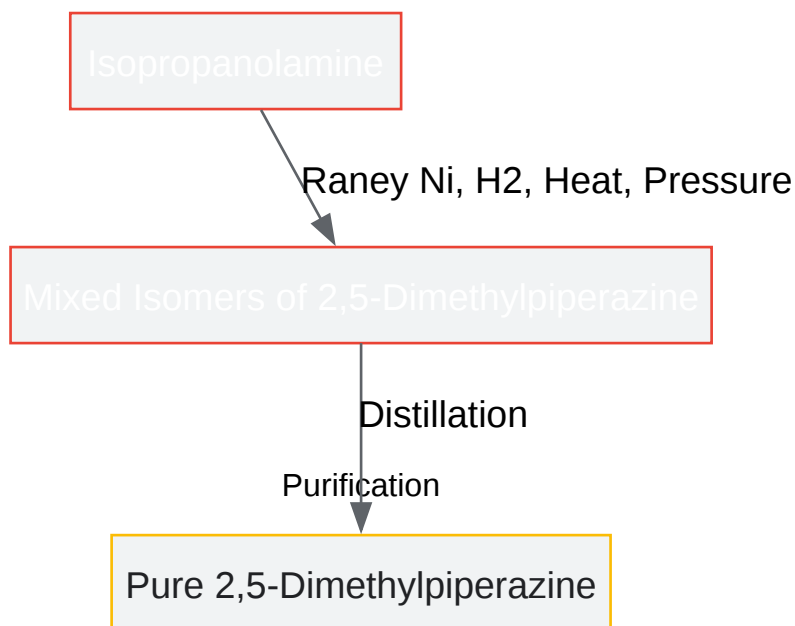 Isopropanolamine
Raney Ni, H2, Heat, Pressure
Mixed Isomers of 2,5-Dimethylpiperazine
Distillation
Purification
Pure 2,5-Dimethylpiperazine